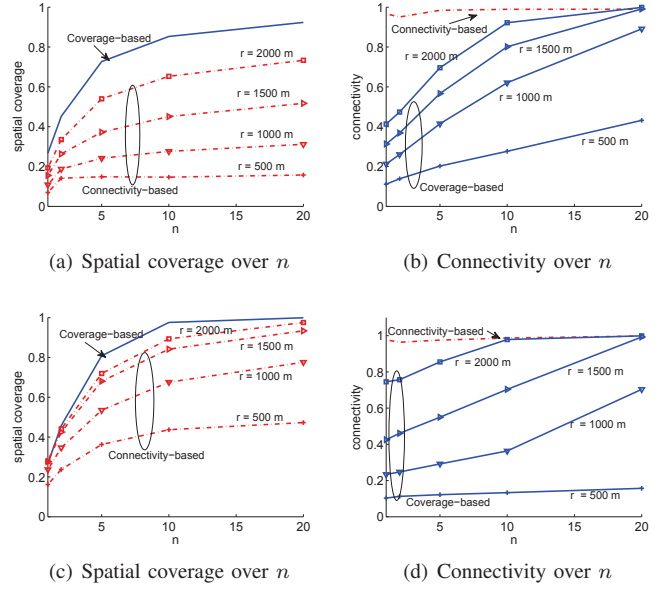 1
0.8
0.6
0.4
0.2
0
spatial coverage
Coverage−based
r = 2000 m
r = 1500 m
r = 1000 m
r = 500 m
Connectivity−based
5
10
15
20
n
(a) Spatial coverage over n
1
0.8
0.6
0.4
0.2
0
connectivity
Connectivity−based
r = 2000 m
r = 1500 m
r = 1000 m
r = 500 m
Coverage−based
5
10
15
20
n
(b) Connectivity over n
1
0.8
0.6
0.4
0.2
0
spatial coverage
Coverage−based
r = 2000 m
r = 1500 m
r = 1000 m
r = 500 m
Connectivity−based
5
10
15
20
n
(c) Spatial coverage over n
1
0.8
0.6
0.4
0.2
0
connectivity
Connectivity−based
r = 2000 m
r = 1500 m
r = 1000 m
r = 500 m
Coverage−based
5
10
15
20
n
(d) Connectivity over n